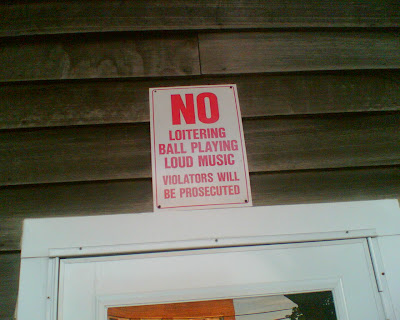 NO
LOITERING
BALL PLAYING
LOUD MUSIC
VIOLATORS WILL
BE PROSECUTED